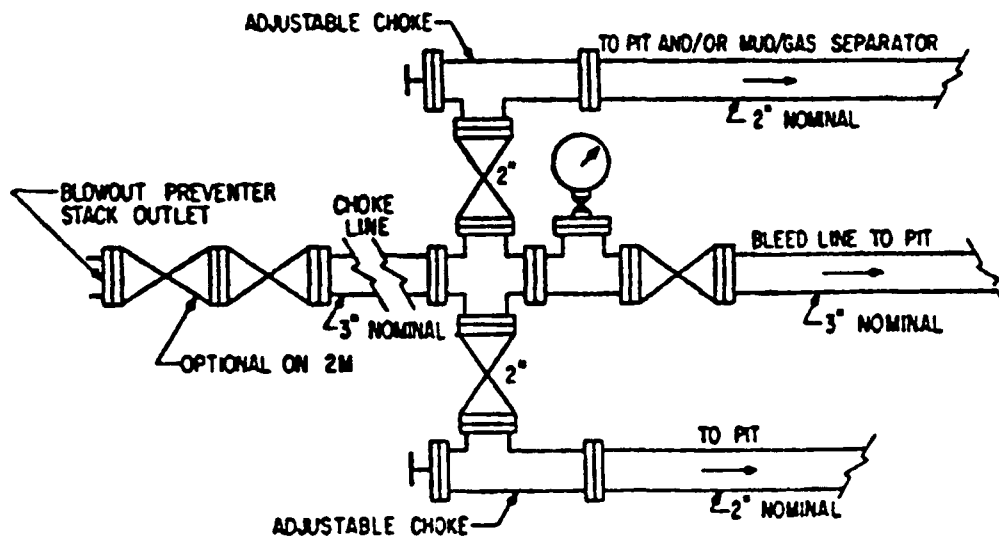 ADJUSTABLE CHOKE
TO PIT AND/OR MUD/GAS SEPARATOR
2" NOMINAL
2"
BLOWOUT PREVENTER
STACK OUTLET
CHOKE
LINE
BLEED LINE TO PIT
3" NOMINAL
3" NOMINAL
OPTIONAL ON 2M
2"
TO PIT
2" NOMINAL
ADJUSTABLE CHOKE